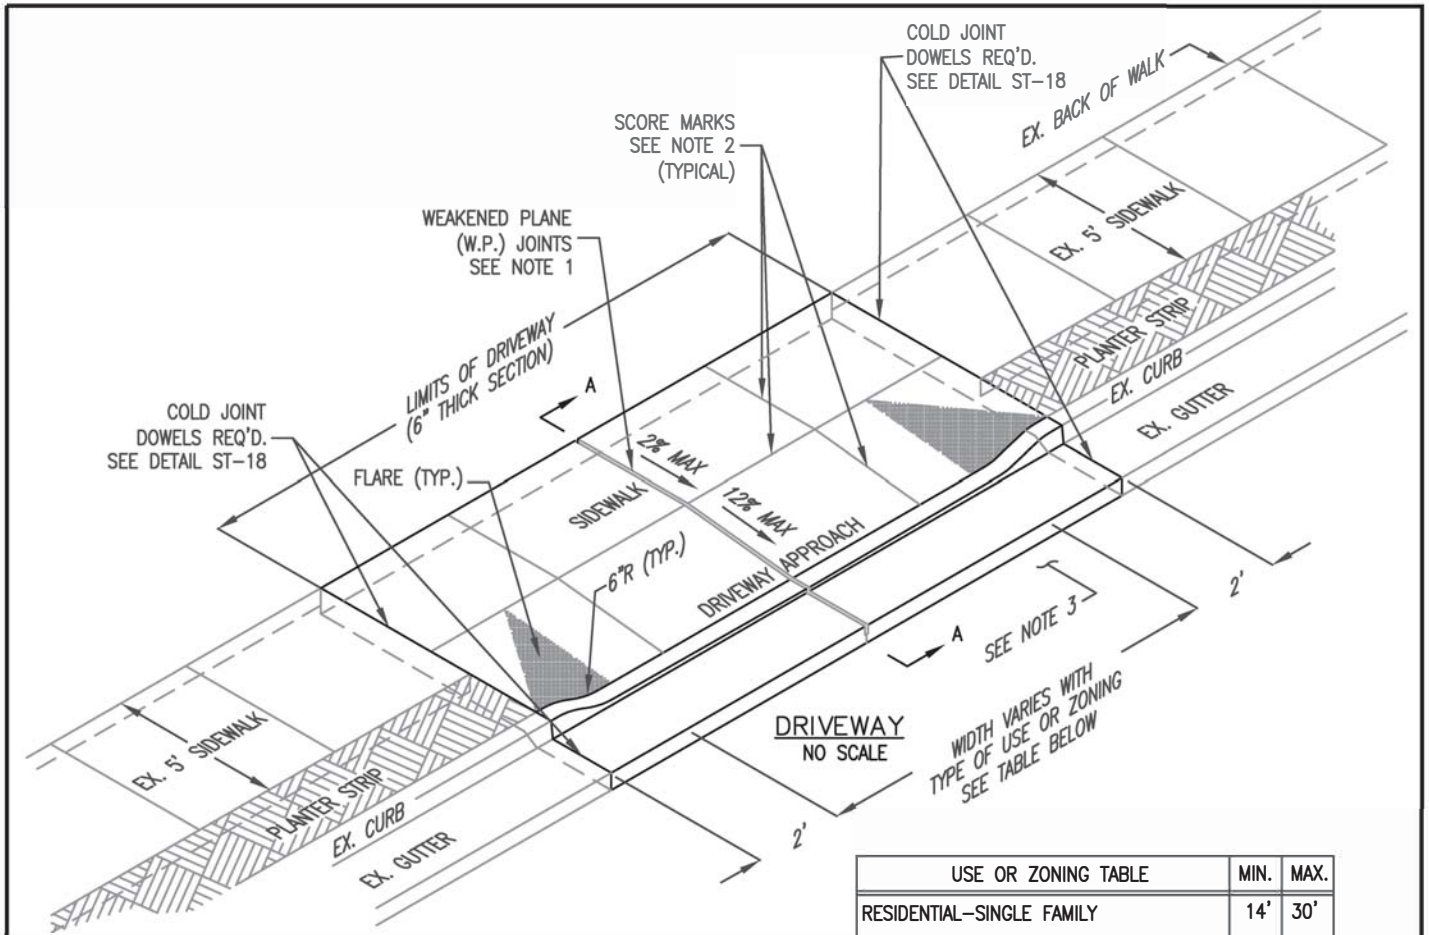 COLD JOINT
DOWELS REQ'D.
SEE DETAIL ST-18
EX. BACK OF WALK
SCORE MARKS
SEE NOTE 2
(TYPICAL)
WEAKENED PLANE
(W.P.) JOINTS
SEE NOTE 1
EX. 5' SIDEWALK
PLANTER STRIP
EX. CURB
EX. GUTTER
LIMITS OF DRIVEWAY
(6" THICK SECTION)
A
COLD JOINT
DOWELS REQ'D.
SEE DETAIL ST-18
FLARE (TYP.)
2% MAX
SIDEWALK
12% MAX
DRIVEWAY APPROACH
6"R (TYP.)
A
SEE NOTE 3
2'
WIDTH VARIES WITH
TYPE OF USE OR ZONING
SEE TABLE BELOW
DRIVEWAY
NO SCALE
EX. 5' SIDEWALK
PLANTER STRIP
EX. CURB
EX. GUTTER
2'
USE OR ZONING TABLE MIN. MAX.
RESIDENTIAL-SINGLE FAMILY 14' 30'